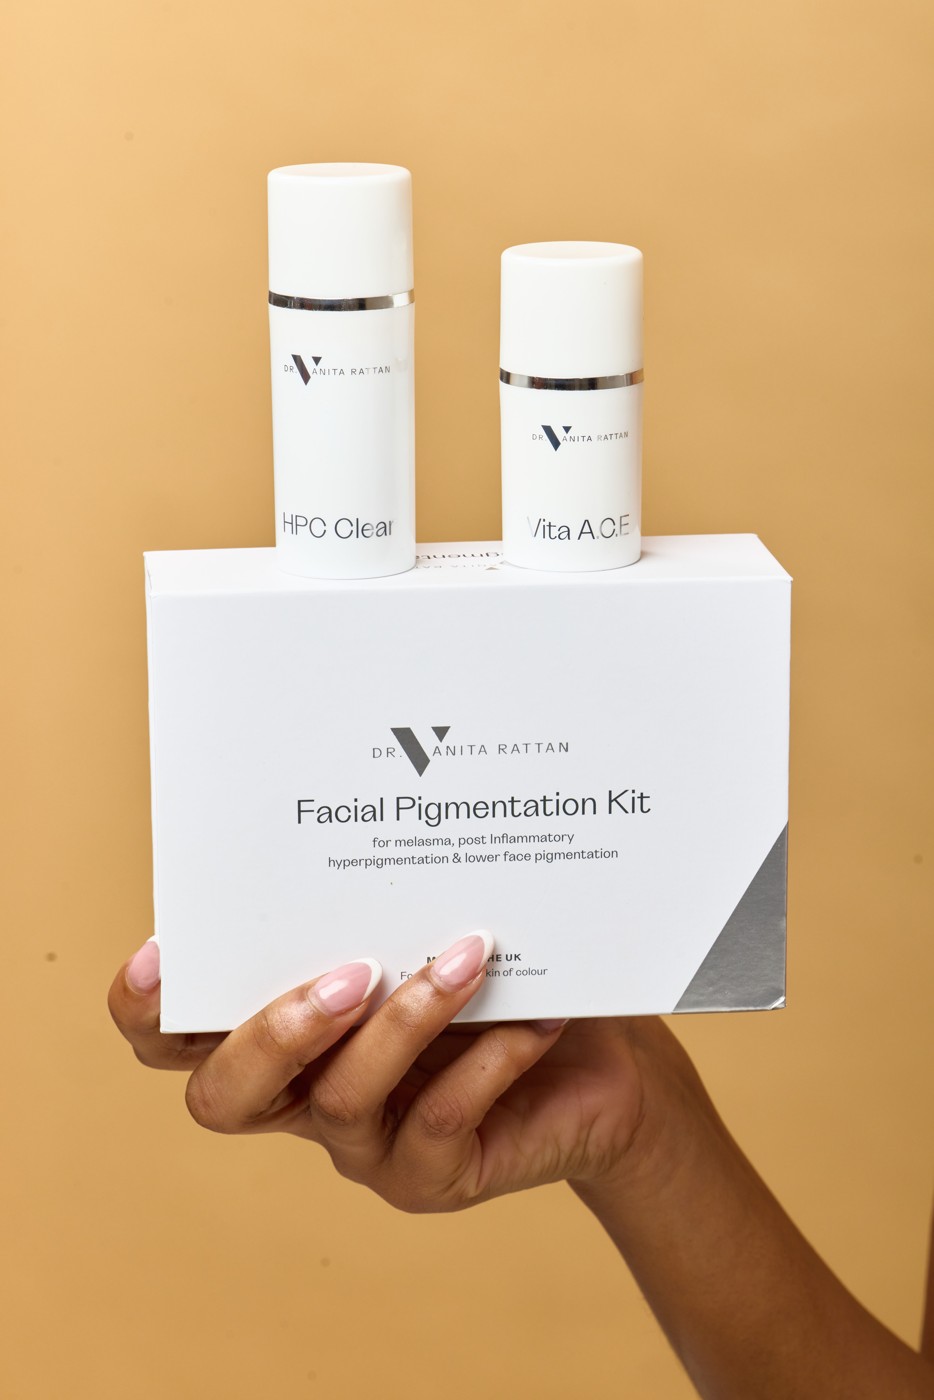 DR. VANITA RATTAN
HPC Clear
DR. VANITA RATTAN
Vita A.C.E
DR. VANITA RATTAN
Facial Pigmentation Kit
for melasma, post Inflammatory
hyperpigmentation & lower face pigmentation
UK
of colour